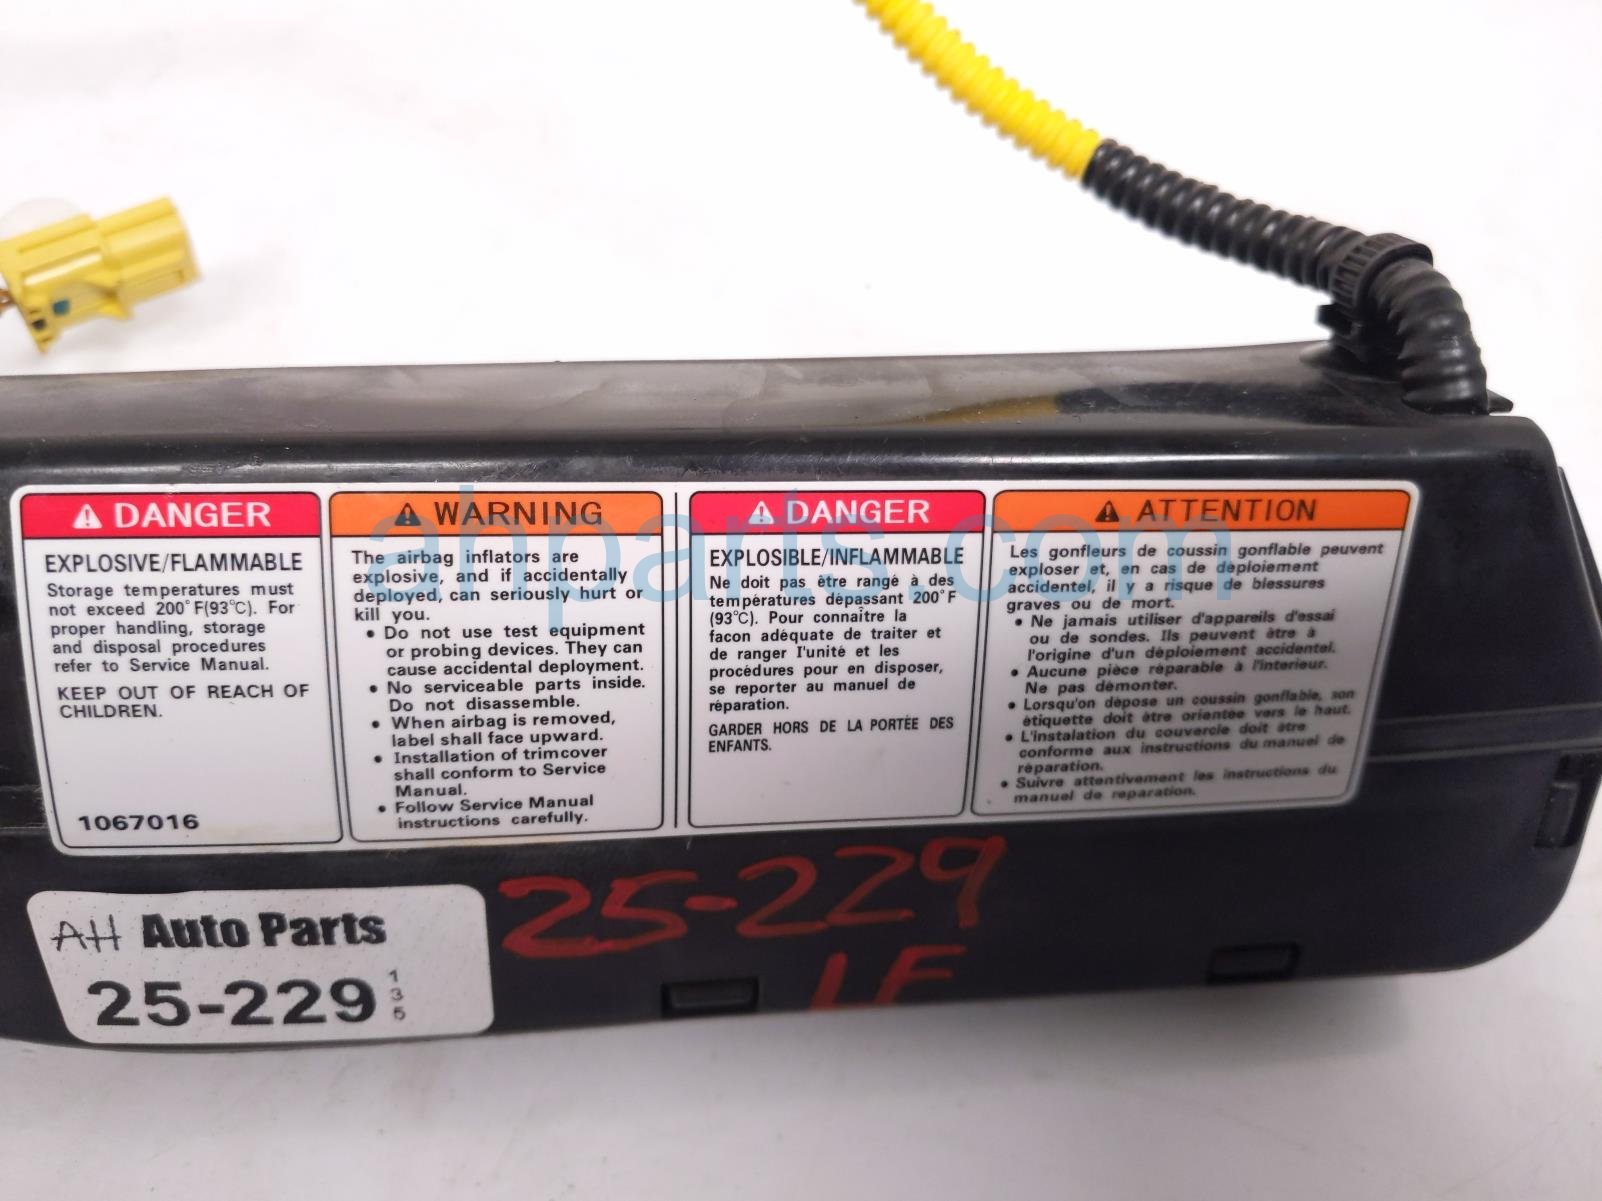 DANGER
EXPLOSIVE/FLAMMABLE
Storage temperatures must
not exceed 200°F(93°C). For
proper handling, storage
and disposal procedures
refer to Service Manual.
KEEP OUT OF REACH OF
CHILDREN.
1067016
WARNING
The airbag inflators are
explosive, and if accidentally
deployed, can seriously hurt or
kill you.
• Do not use test equipment
or probing devices. They can
cause accidental deployment.
• No serviceable parts inside.
Do not disassemble.
• When airbag is removed,
label shall face upward.
• Installation of trimcover
shall conform to Service
Manual.
• Follow Service Manual
instructions carefully.
DANGER
EXPLOSIBLE/INFLAMMABLE
Ne doit pas être rangé à des
températures dépassant 200°F
(93°C). Pour connaître la
facon adéquate de traiter et
de ranger l'unité et les
procédures pour en disposer,
se reporter au manuel de
réparation.
GARDER HORS DE LA PORTÉE DES
ENFANTS.
ATTENTION
Les gonfleurs de coussin gonflable peuvent
exploser et, en cas de déploiement
accidentel, il y a risque de blessures
graves ou de mort.
• Ne jamais utiliser d'appareils d'essai
ou de sondes. Ils peuvent être à
l'origine d'un déploiement accidentel.
• Aucune pièce réparable à l'interieur.
Ne pas démonter.
• Lorsqu'on dépose un coussin gonflable, son
étiquette doit être orientée vers le haut.
• L'instalation du couvercle doit être
conforme aux instructions du manuel de
réparation.
• Suivre attentivement les instructions du
manuel de reparation.
ahparts.com
AH Auto Parts
25-229
1
3
5
25-229
LF